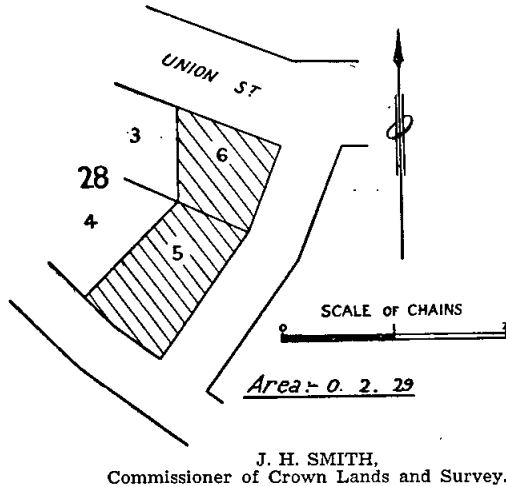 UNION ST
3
6
28
4
5
SCALE OF CHAINS
0 1 2
Area:- 0. 2. 29
J. H. SMITH,
Commissioner of Crown Lands and Survey.